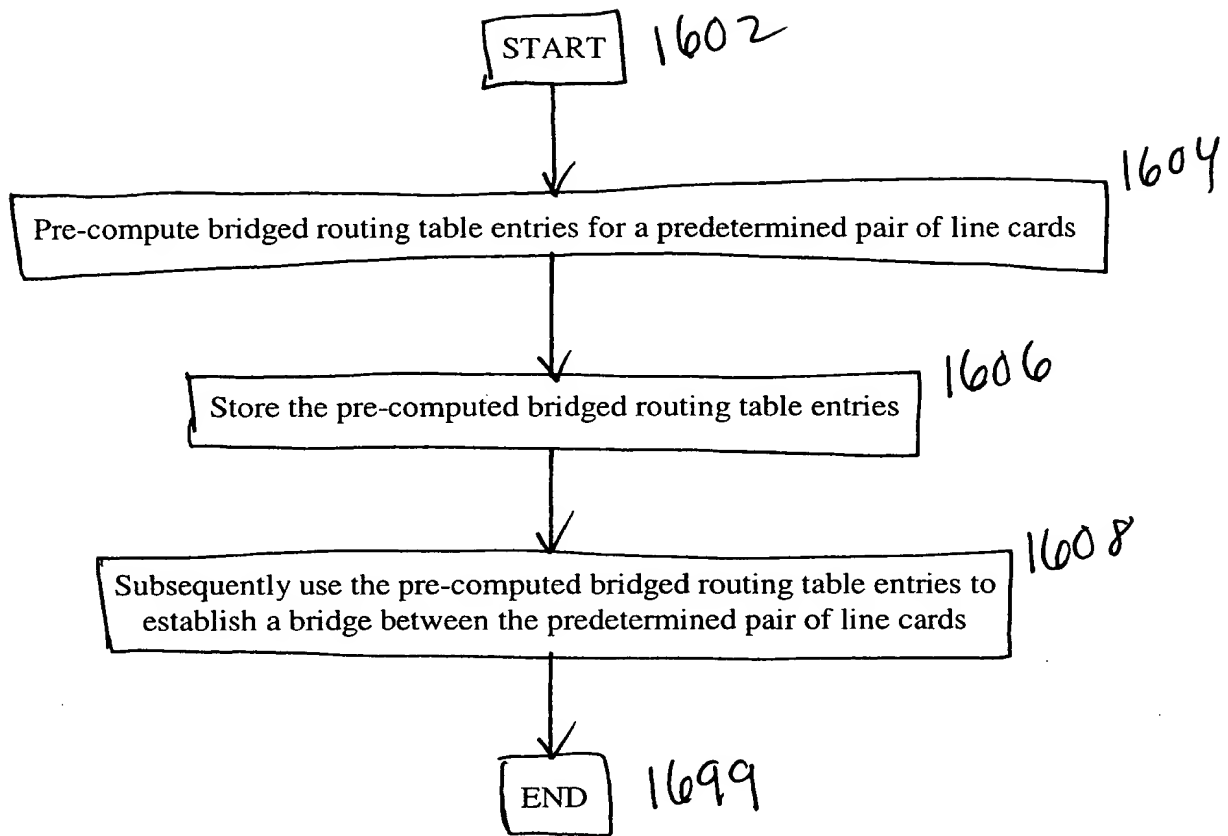 START 1602
1604
Pre-compute bridged routing table entries for a predetermined pair of line cards
1606
Store the pre-computed bridged routing table entries
1608
Subsequently use the pre-computed bridged routing table entries to
establish a bridge between the predetermined pair of line cards
END 1699